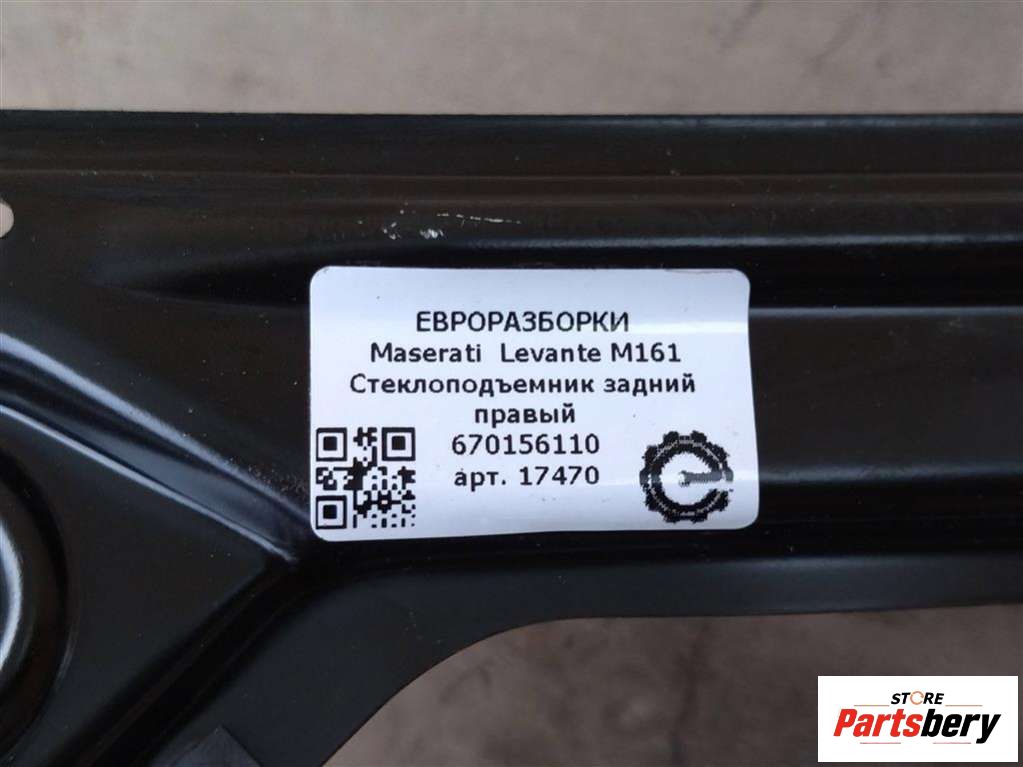 ЕВРОРАЗБОРКИ
Maserati Levante M161
Стеклоподъемник задний
правый
670156110
арт. 17470
STORE
Partsbery